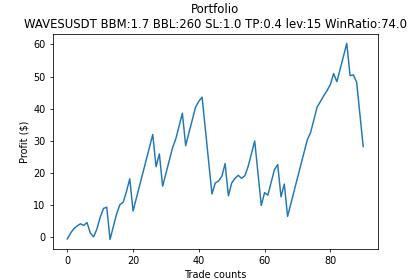 Portfolio
WAVESUSDT BBM:1.7 BBL:260 SL:1.0 TP:0.4 lev:15 WinRatio:74.0
60
50
40
30
20
10
0
Profit ($)
0 20 40 60 80
Trade counts